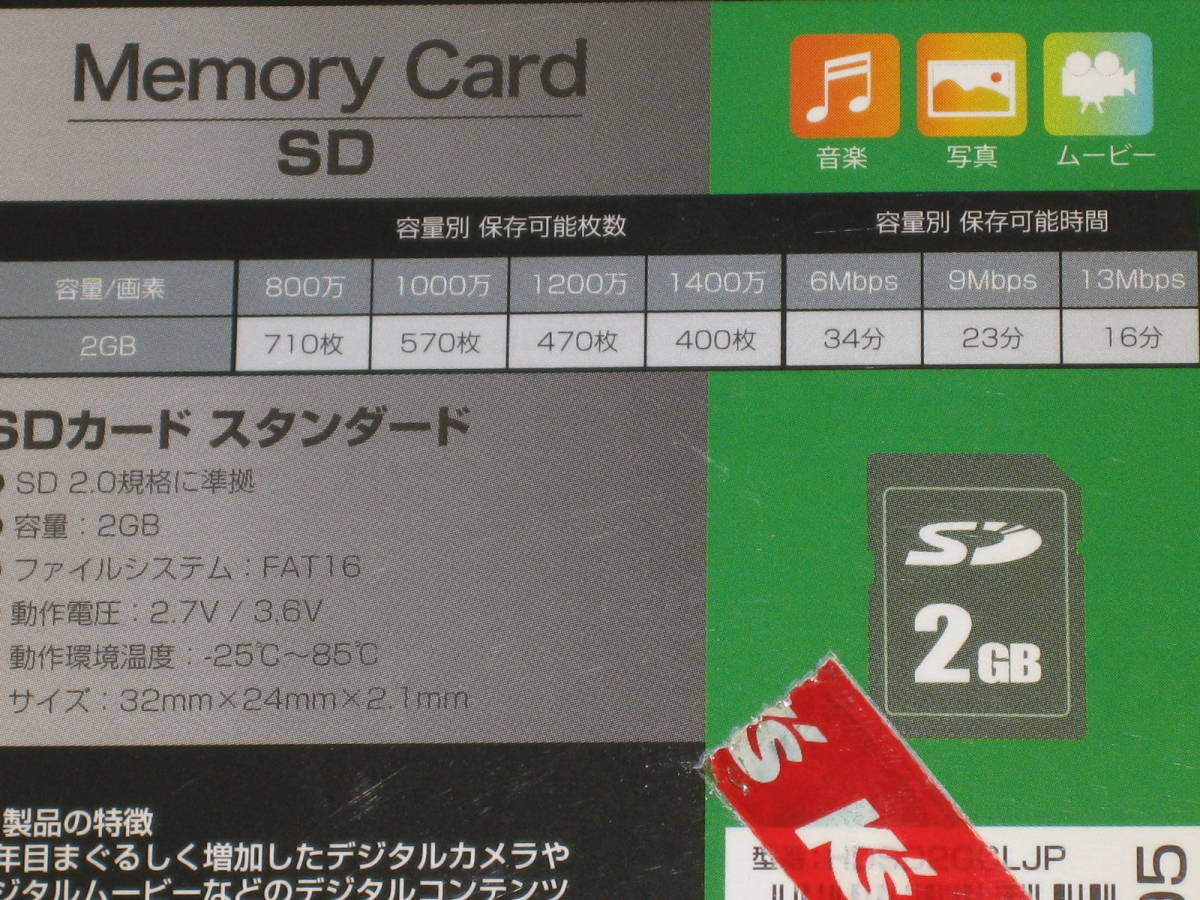 Memory Card
SD
音楽 写真 ムービー
容量別 保存可能枚数 容量別 保存可能時間
容量/画素 800万 1000万 1200万 1400万 6Mbps 9Mbps 13Mbps
2GB 710枚 570枚 470枚 400枚 34分 23分 16分
SDカード スタンダード
SD 2.0規格に準拠
容量：2GB
ファイルシステム：FAT16
動作電圧：2.7V / 3.6V
動作環境温度：-25℃～85℃
サイズ：32mm×24mm×2.1mm
SD
2GB
's K's
製品の特徴
年目まぐるしく増加したデジタルカメラや
ジタルムービーなどのデジタルコンテンツ
LJP
95